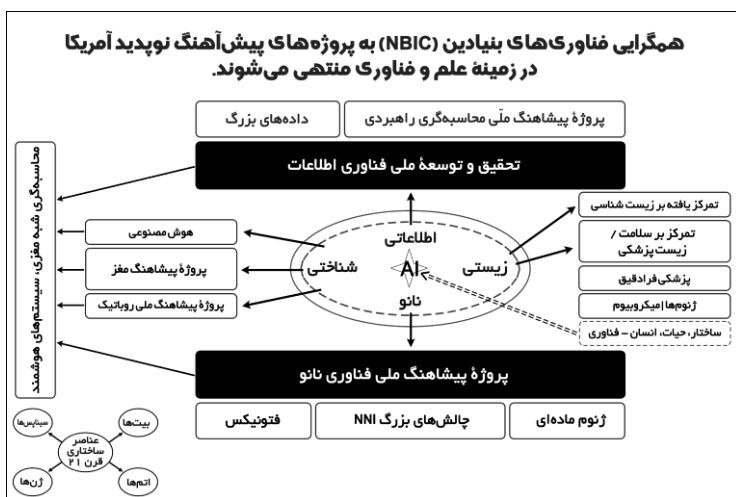 همگرایی فناوری‌های بنیادین (NBIC) به پروژه‌های پیش‌آهنگ نوپدید آمریکا
در زمینهٔ علم و فناوری منتهی می‌شوند.
پروژهٔ پیشاهنگ ملّی محاسبه‌گری راهبردی
داده‌های بزرگ
تحقیق و توسعهٔ ملی فناوری اطلاعات
محاسبه‌گری شبه مغزی، سیستم‌های هوشمند
تمرکز یافته بر زیست شناسی
تمرکز بر سلامت /
زیست پزشکی
پزشکی فرادقیق
ژنوم‌ها|میکروبیوم
ساختار، حیات، انسان – فناوری
اطلاعاتی
زیستی
AI
شناختی
نانو
هوش مصنوعی
پروژهٔ پیشاهنگ مغز
پروژهٔ پیشاهنگ ملی روباتیک
پروژهٔ پیشاهنگ ملی فناوری نانو
ژنوم ماده‌ای
چالش‌های بزرگ NNI
فتونیکس
بیت‌ها
سیناپس‌ها
عناصر
ساختاری
قرن ۲۱
اتم‌ها
ژن‌ها